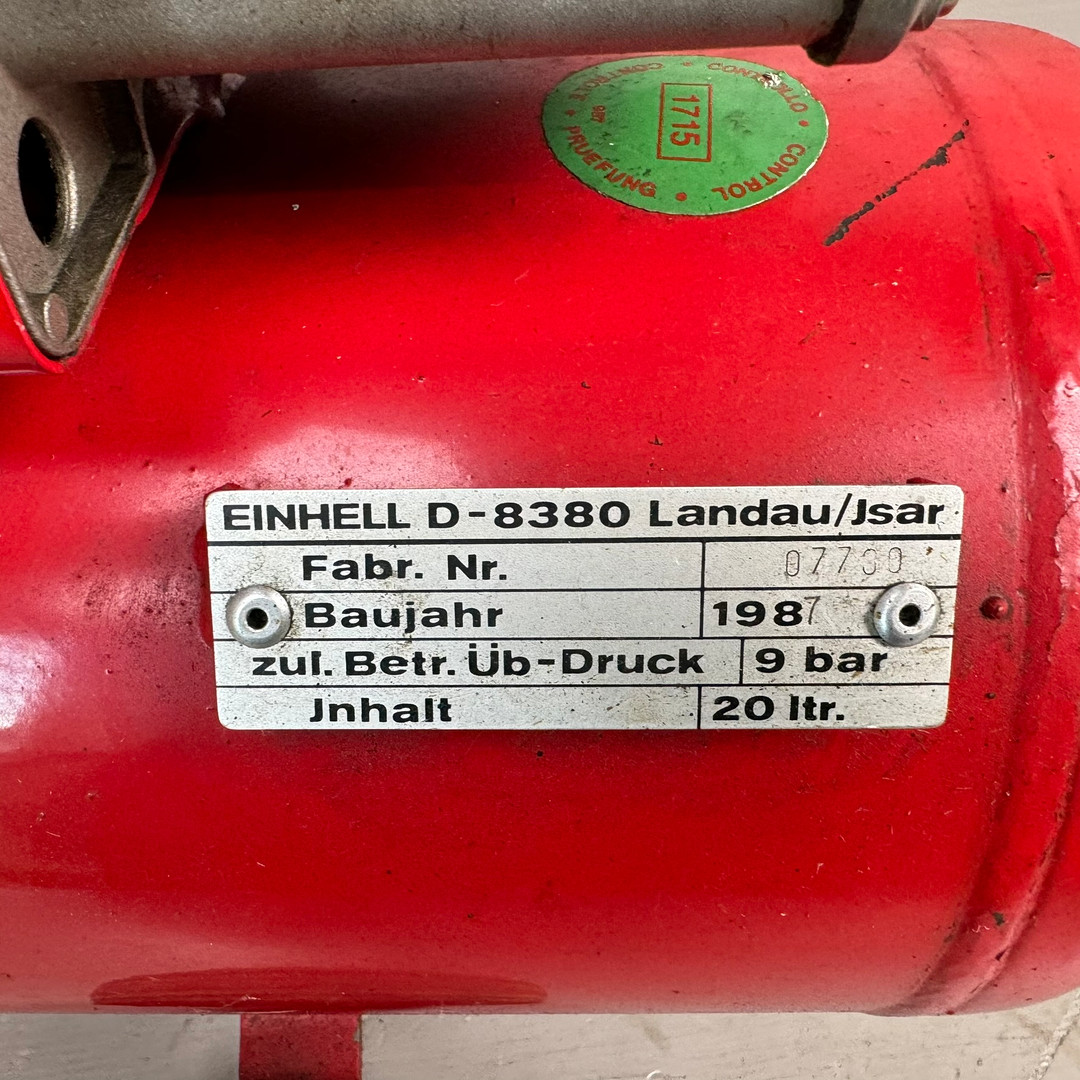 CONTROLLO • CONTROL • PRUEFUNG • CONTROLE •
1715
EINHELL D-8380 Landau/Jsar
Fabr. Nr. 07730
Baujahr 1987
zul. Betr. Üb-Druck 9 bar
Jnhalt 20 ltr.